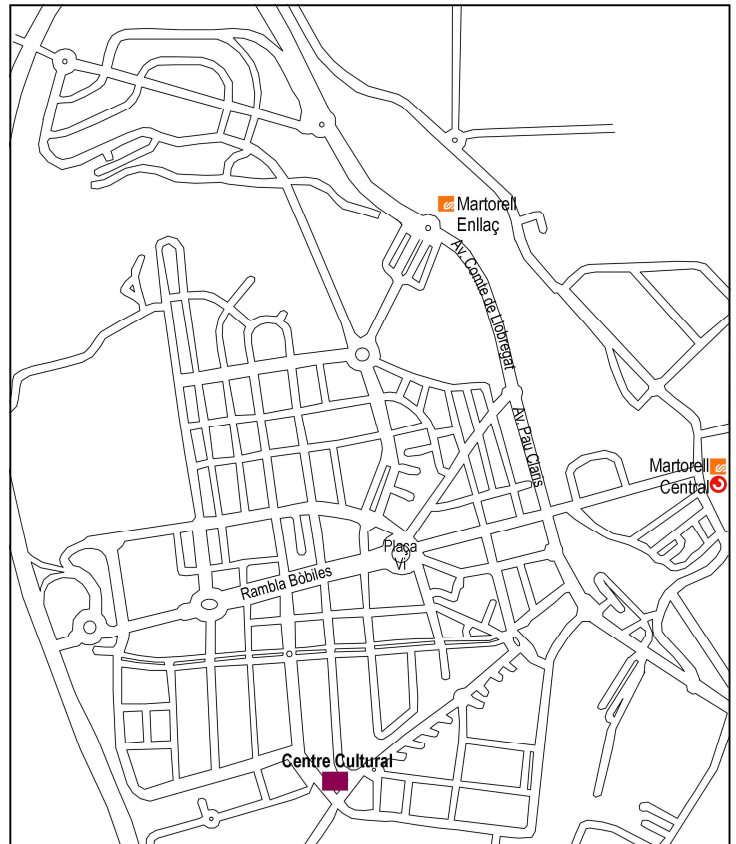 Martorell
Enllaç
Av. Comte de Llobregat
Av. Pau Claris
Martorell
Central
Plaça
Vi
Rambla Bòbiles
Centre Cultural